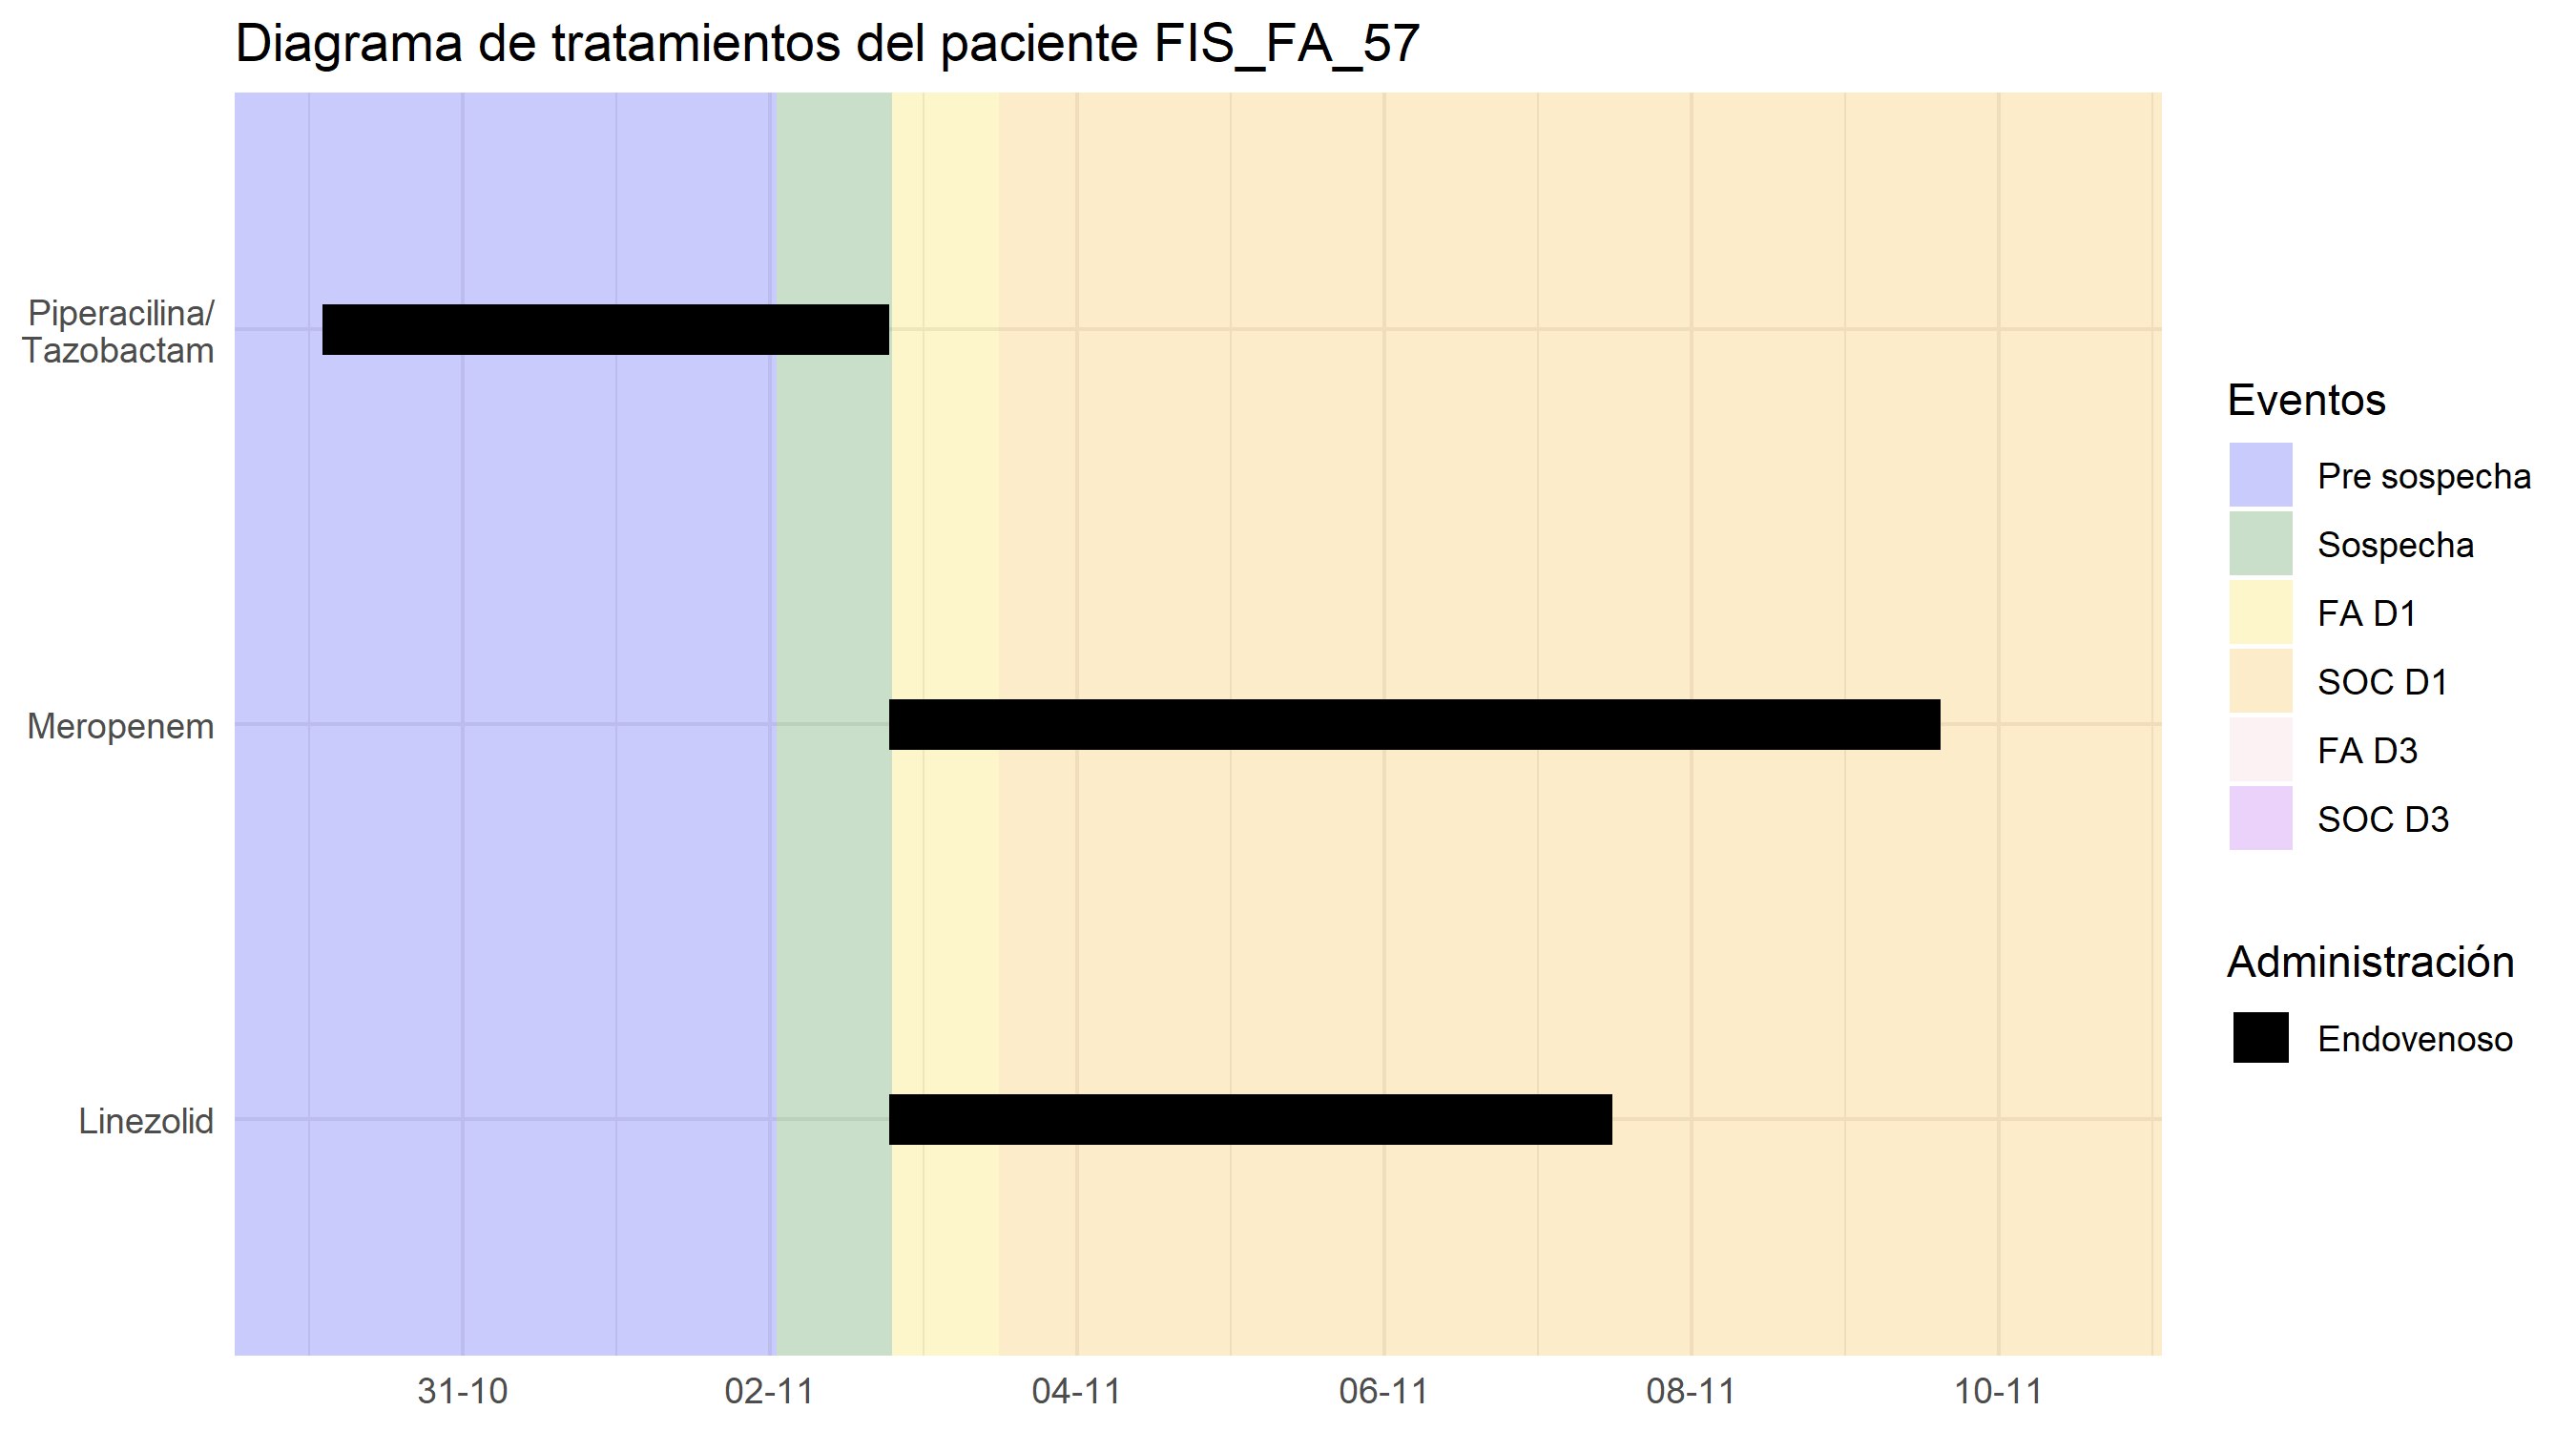 Diagrama de tratamientos del paciente FIS_FA_57
Piperacilina/
Tazobactam
Meropenem
Linezolid
31-10
02-11
04-11
06-11
08-11
10-11
Eventos
Pre sospecha
Sospecha
FA D1
SOC D1
FA D3
SOC D3
Administración
Endovenoso